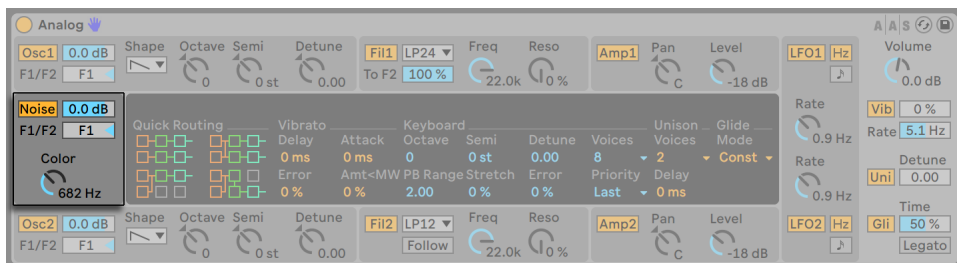 Analog
A|A|S
Osc1 0.0 dB Shape Octave Semi Detune Fil1 LP24 Freq Reso Amp1 Pan Level LFO1 Hz Volume
F1/F2 F1 0 0 st 0.00 To F2 100 % 22.0k 0 % C -18 dB 0.0 dB
Noise 0.0 dB
F1/F2 F1
Color
682 Hz
Quick Routing Vibrato Keyboard Unison Glide
Delay Attack Octave Semi Detune Voices Voices Mode
0 ms 0 ms 0 0 st 0.00 8 2 Const
Error Amt<MW PB Range Stretch Error Priority Delay
0 % 0 % 2.00 0 % 0 % Last 0 ms
Rate
0.9 Hz
Rate
0.9 Hz
Vib 0 %
Rate 5.1 Hz
Detune
Uni 0.00
Time
Osc2 0.0 dB Shape Octave Semi Detune Fil2 LP12 Freq Reso Amp2 Pan Level LFO2 Hz Gli 50 %
F1/F2 F1 0 0 st 0.00 Follow 22.0k 0 % C -18 dB Legato